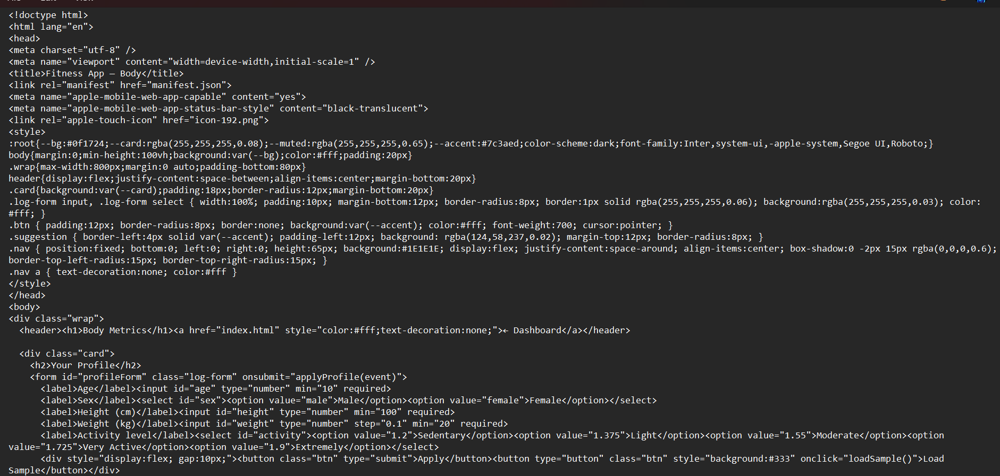 <!doctype html>
<html lang="en">
<head>
<meta charset="utf-8" />
<meta name="viewport" content="width=device-width,initial-scale=1" />
<title>Fitness App — Body</title>
<link rel="manifest" href="manifest.json">
<meta name="apple-mobile-web-app-capable" content="yes">
<meta name="apple-mobile-web-app-status-bar-style" content="black-translucent">
<link rel="apple-touch-icon" href="icon-192.png">
<style>
:root{--bg:#0f1724;--card:rgba(255,255,255,0.08);--muted:rgba(255,255,255,0.65);--accent:#7c3aed;color-scheme:dark;font-family:Inter,system-ui,-apple-system,Segoe UI,Roboto;}
body{margin:0;min-height:100vh;background:var(--bg);color:#fff;padding:20px}
.wrap{max-width:800px;margin:0 auto;padding-bottom:80px}
header{display:flex;justify-content:space-between;align-items:center;margin-bottom:20px}
.card{background:var(--card);padding:18px;border-radius:12px;margin-bottom:20px}
.log-form input, .log-form select { width:100%; padding:10px; margin-bottom:12px; border-radius:8px; border:1px solid rgba(255,255,255,0.06); background:rgba(255,255,255,0.03); color:
#fff; }
.btn { padding:12px; border-radius:8px; border:none; background:var(--accent); color:#fff; font-weight:700; cursor:pointer; }
.suggestion { border-left:4px solid var(--accent); padding-left:12px; background: rgba(124,58,237,0.02); margin-top:12px; border-radius:8px; }
.nav { position:fixed; bottom:0; left:0; right:0; height:65px; background:#1E1E1E; display:flex; justify-content:space-around; align-items:center; box-shadow:0 -2px 15px rgba(0,0,0,0.6);
border-top-left-radius:15px; border-top-right-radius:15px; }
.nav a { text-decoration:none; color:#fff }
</style>
</head>
<body>
<div class="wrap">
<header><h1>Body Metrics</h1><a href="index.html" style="color:#fff;text-decoration:none;">← Dashboard</a></header>
<div class="card">
<h2>Your Profile</h2>
<form id="profileForm" class="log-form" onsubmit="applyProfile(event)">
<label>Age</label><input id="age" type="number" min="10" required>
<label>Sex</label><select id="sex"><option value="male">Male</option><option value="female">Female</option></select>
<label>Height (cm)</label><input id="height" type="number" min="100" required>
<label>Weight (kg)</label><input id="weight" type="number" step="0.1" min="20" required>
<label>Activity level</label><select id="activity"><option value="1.2">Sedentary</option><option value="1.375">Light</option><option value="1.55">Moderate</option><option
value="1.725">Very Active</option><option value="1.9">Extremely</option></select>
<div style="display:flex; gap:10px;"><button class="btn" type="submit">Apply</button><button type="button" class="btn" style="background:#333" onclick="loadSample()">Load
Sample</button></div>